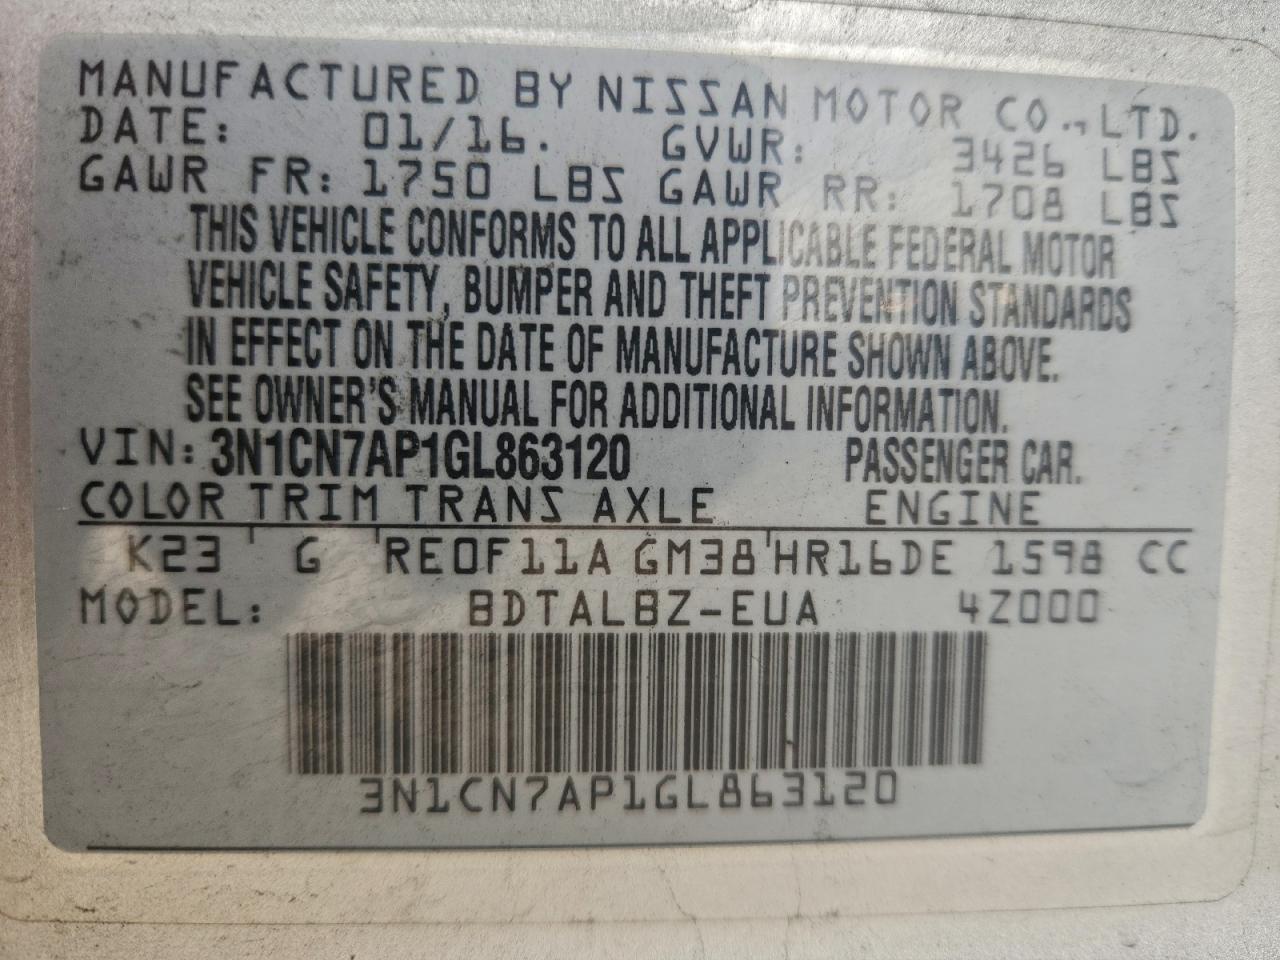 MANUFACTURED BY NISSAN MOTOR CO., LTD.
DATE: 01/16. GVWR: 3426 LBS
GAWR FR: 1750 LBS GAWR RR: 1708 LBS
THIS VEHICLE CONFORMS TO ALL APPLICABLE FEDERAL MOTOR
VEHICLE SAFETY, BUMPER AND THEFT PREVENTION STANDARDS
IN EFFECT ON THE DATE OF MANUFACTURE SHOWN ABOVE.
SEE OWNER'S MANUAL FOR ADDITIONAL INFORMATION.
VIN: 3N1CN7AP1GL863120 PASSENGER CAR.
COLOR TRIM TRANS AXLE ENGINE
K23 G RE0F11A GM38 HR16DE 1598 CC
MODEL: BDTALBZ-EUA 4Z000
3N1CN7AP1GL863120